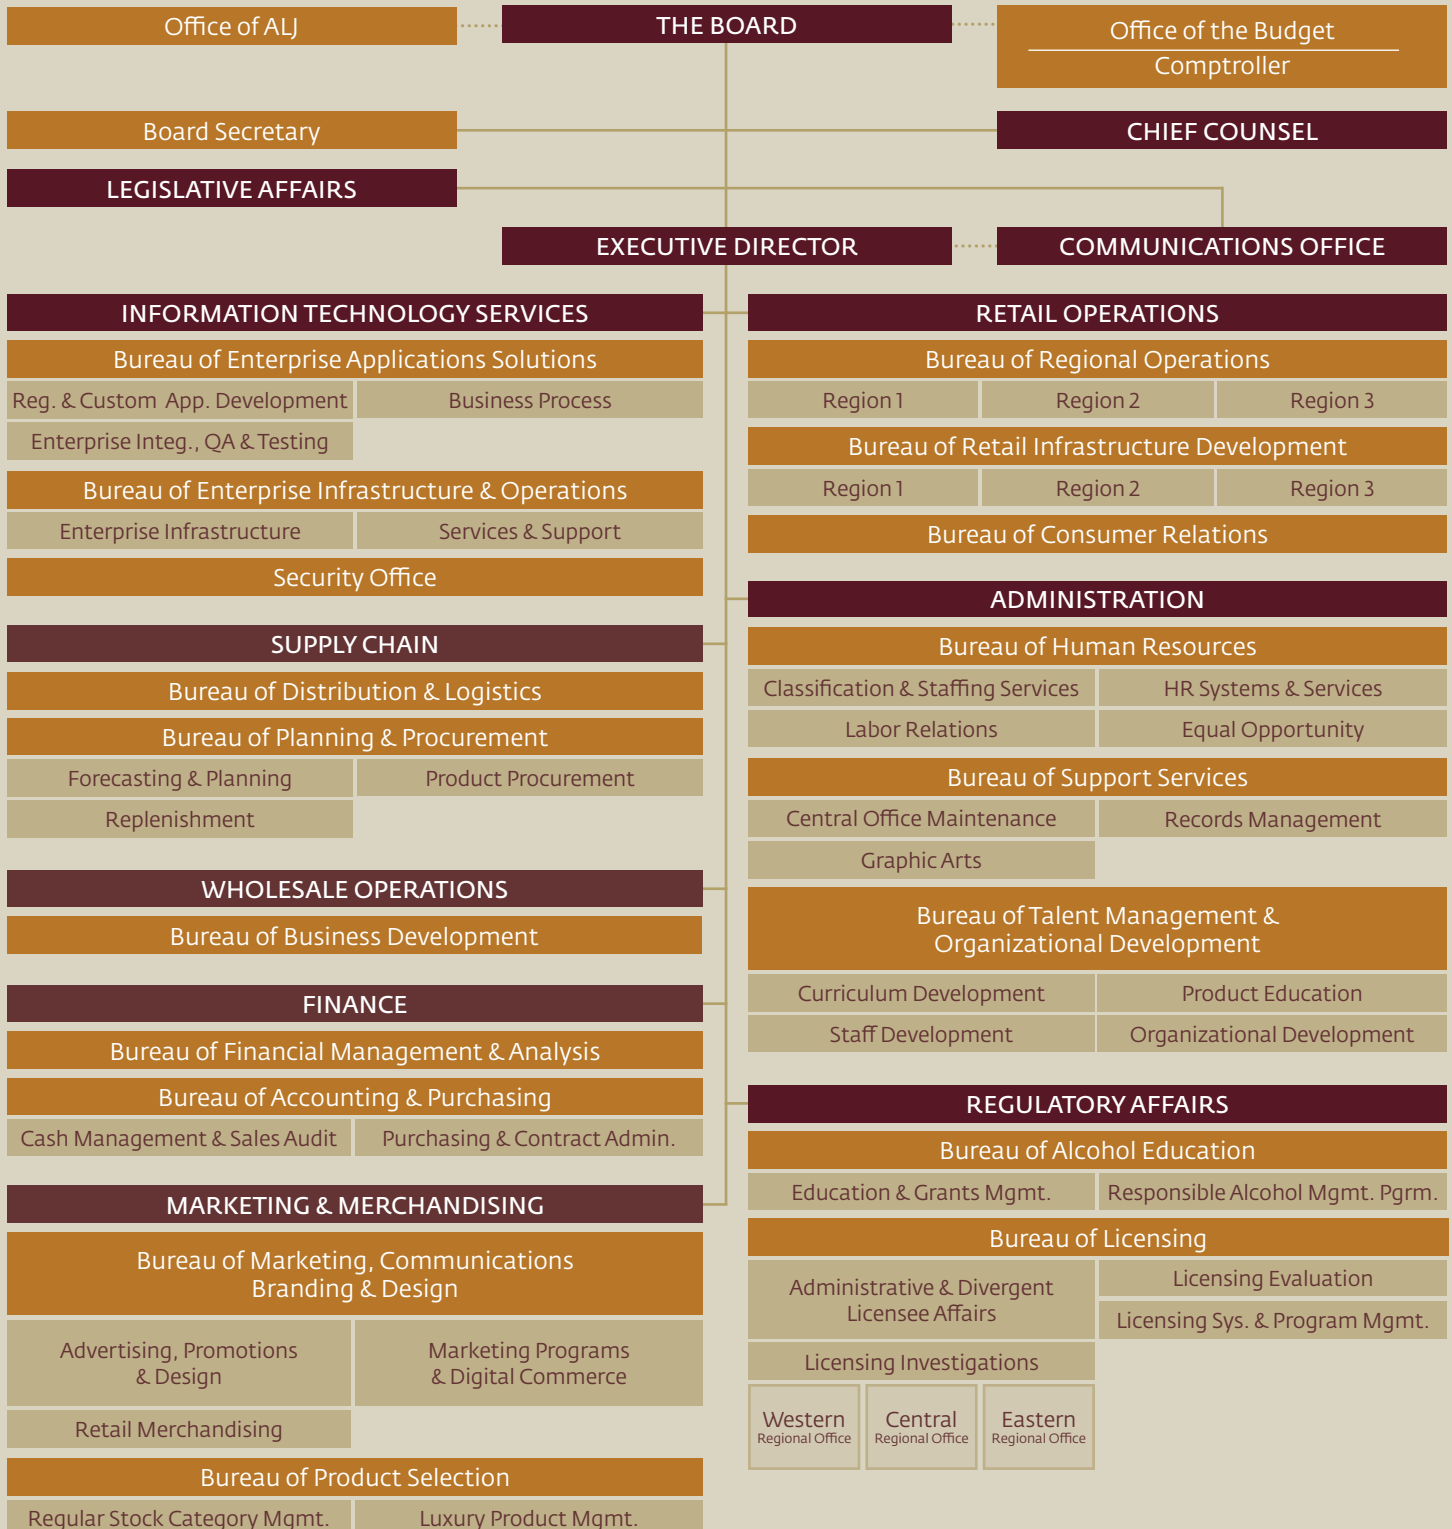 Office of ALJ
THE BOARD
Office of the Budget
Comptroller
Board Secretary
CHIEF COUNSEL
LEGISLATIVE AFFAIRS
EXECUTIVE DIRECTOR
COMMUNICATIONS OFFICE
INFORMATION TECHNOLOGY SERVICES
Bureau of Enterprise Applications Solutions
Reg. & Custom App. Development
Business Process
Enterprise Integ., QA & Testing
Bureau of Enterprise Infrastructure & Operations
Enterprise Infrastructure
Services & Support
Security Office
SUPPLY CHAIN
Bureau of Distribution & Logistics
Bureau of Planning & Procurement
Forecasting & Planning
Product Procurement
Replenishment
WHOLESALE OPERATIONS
Bureau of Business Development
FINANCE
Bureau of Financial Management & Analysis
Bureau of Accounting & Purchasing
Cash Management & Sales Audit
Purchasing & Contract Admin.
MARKETING & MERCHANDISING
Bureau of Marketing, Communications
Branding & Design
Advertising, Promotions
& Design
Marketing Programs
& Digital Commerce
Retail Merchandising
Bureau of Product Selection
Regular Stock Category Mgmt.
Luxury Product Mgmt.
RETAIL OPERATIONS
Bureau of Regional Operations
Region 1
Region 2
Region 3
Bureau of Retail Infrastructure Development
Region 1
Region 2
Region 3
Bureau of Consumer Relations
ADMINISTRATION
Bureau of Human Resources
Classification & Staffing Services
HR Systems & Services
Labor Relations
Equal Opportunity
Bureau of Support Services
Central Office Maintenance
Records Management
Graphic Arts
Bureau of Talent Management &
Organizational Development
Curriculum Development
Product Education
Staff Development
Organizational Development
REGULATORY AFFAIRS
Bureau of Alcohol Education
Education & Grants Mgmt.
Responsible Alcohol Mgmt. Pgrm.
Bureau of Licensing
Administrative & Divergent
Licensee Affairs
Licensing Evaluation
Licensing Sys. & Program Mgmt.
Licensing Investigations
Western
Regional Office
Central
Regional Office
Eastern
Regional Office